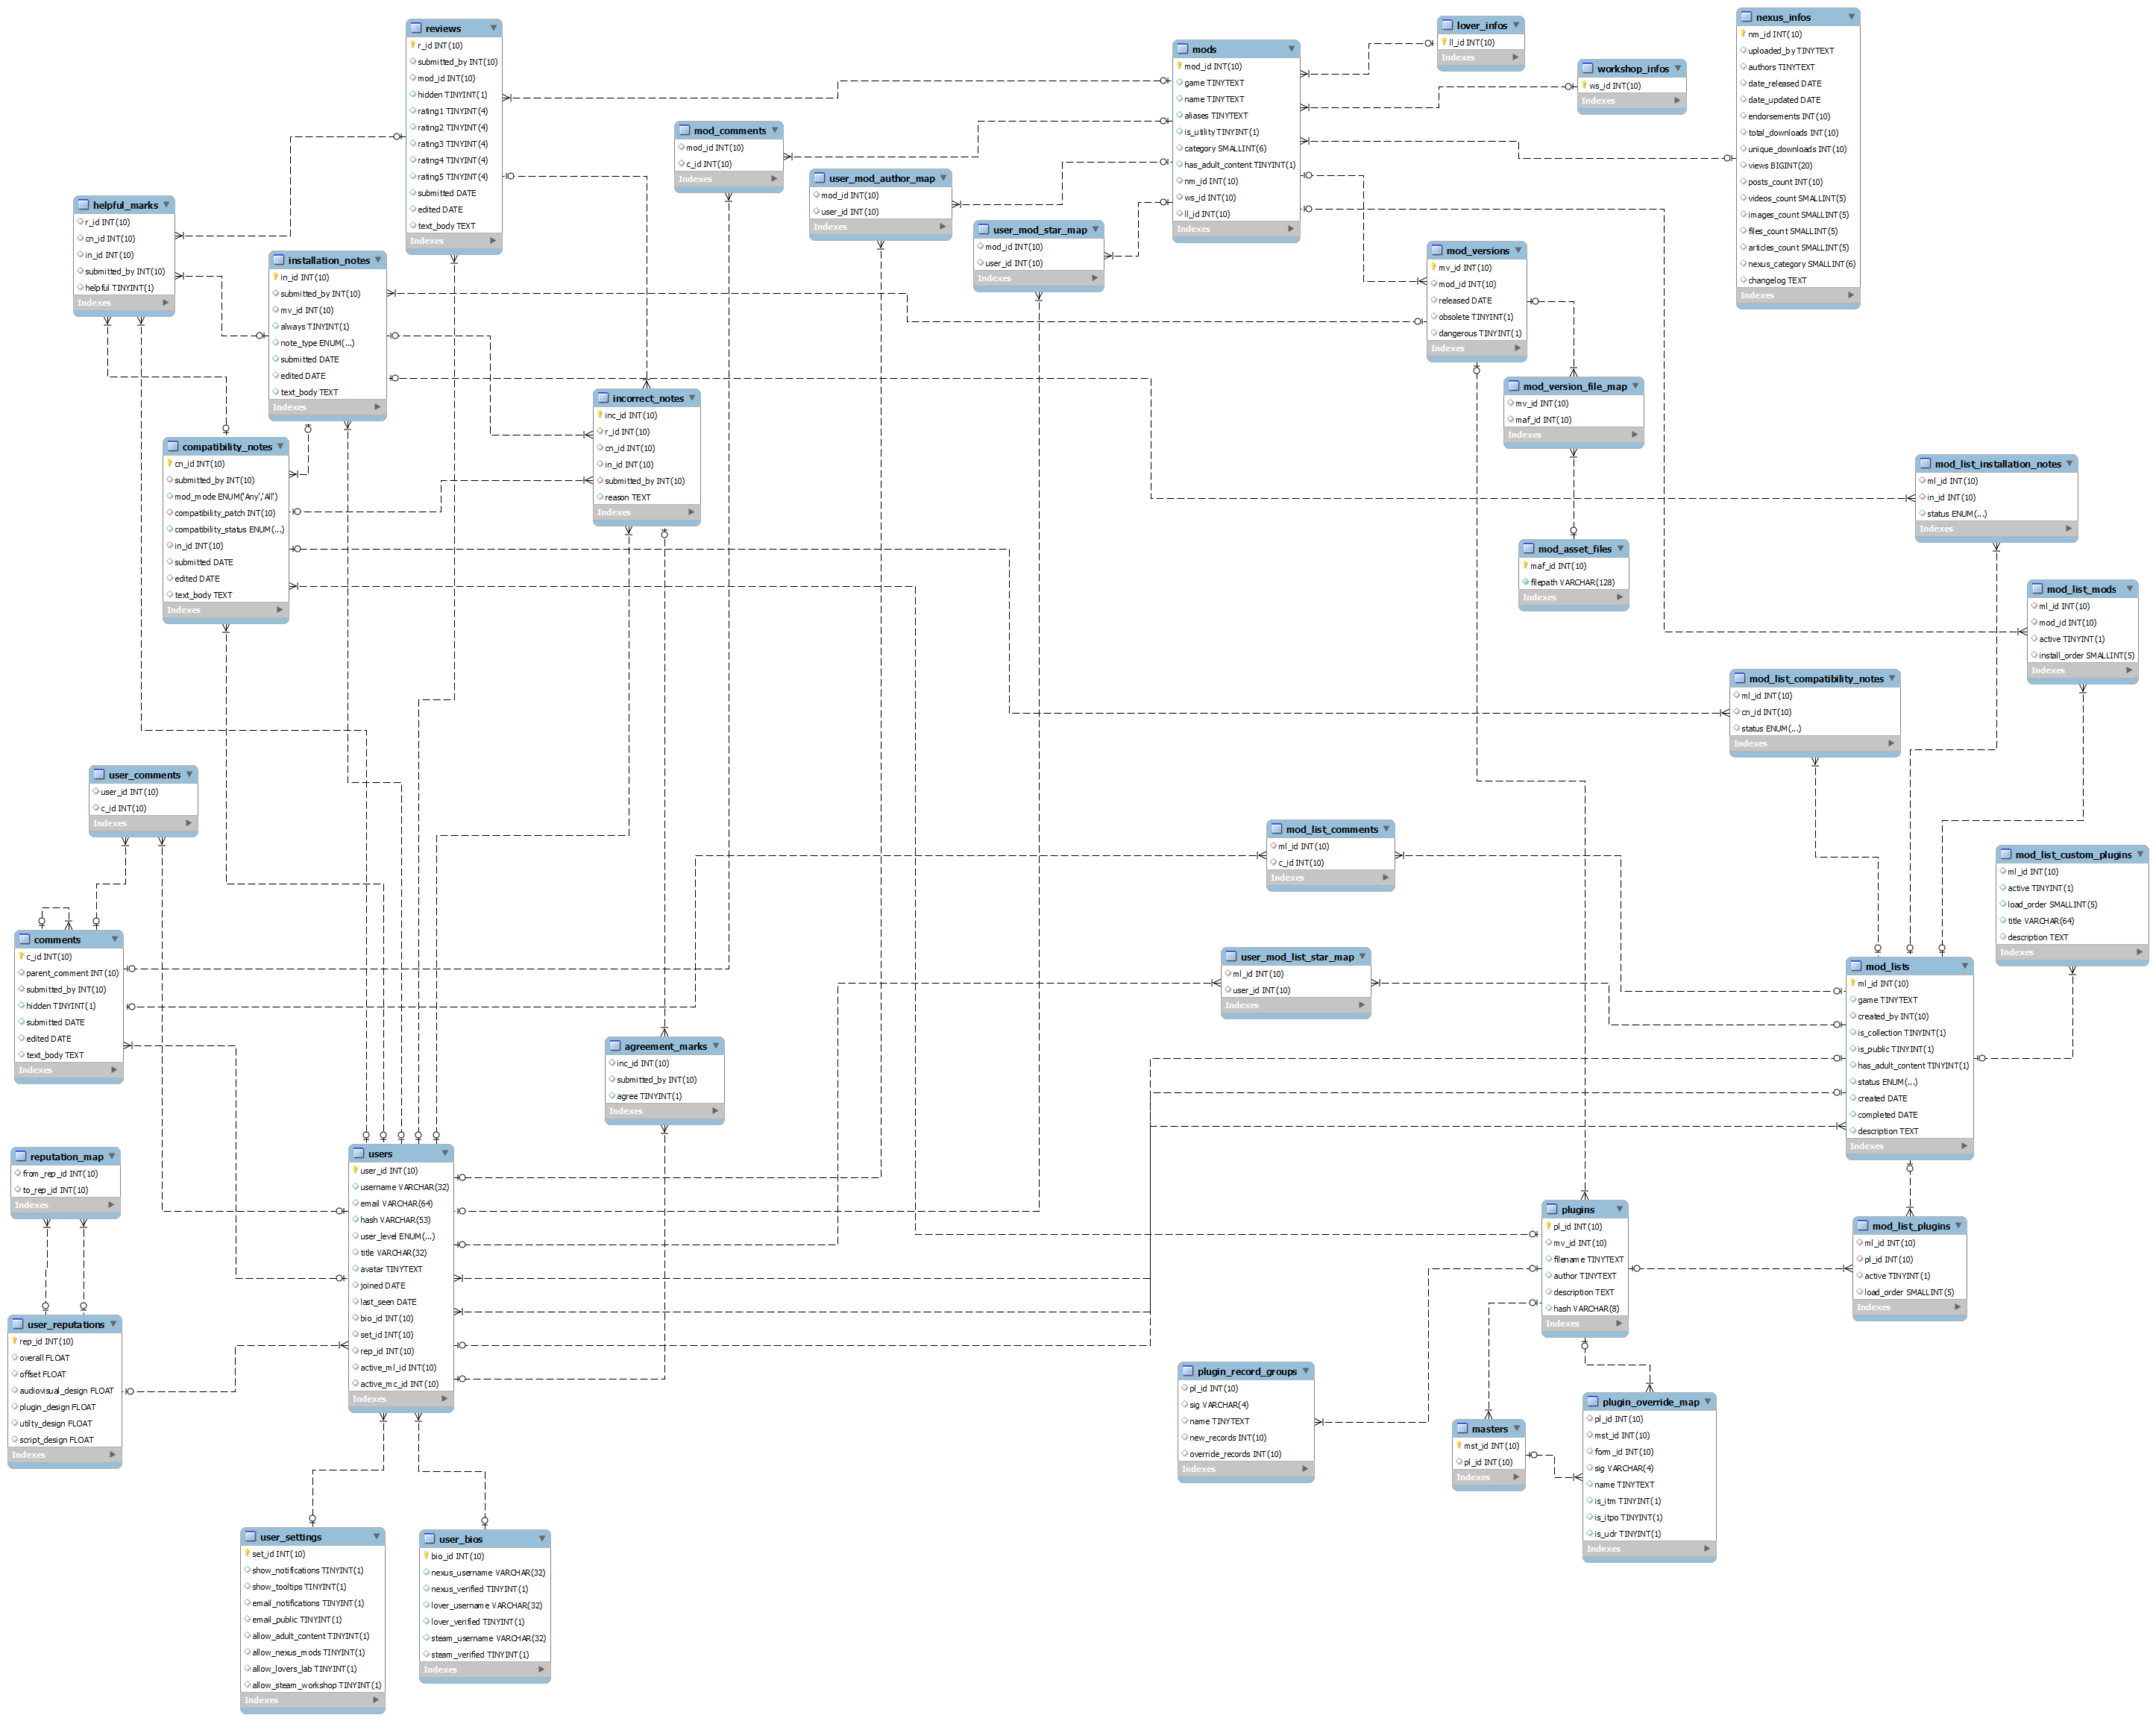 reviews
r_id INT(10)
submitted_by INT(10)
mod_id INT(10)
hidden TINYINT(1)
rating1 TINYINT(4)
rating2 TINYINT(4)
rating3 TINYINT(4)
rating4 TINYINT(4)
rating5 TINYINT(4)
submitted DATE
edited DATE
text_body TEXT
Indexes
mods
mod_id INT(10)
game TINYTEXT
name TINYTEXT
aliases TINYTEXT
is_utility TINYINT(1)
category SMALLINT(6)
has_adult_content TINYINT(1)
nm_id INT(10)
ws_id INT(10)
ll_id INT(10)
Indexes
lover_infos
ll_id INT(10)
Indexes
workshop_infos
ws_id INT(10)
Indexes
nexus_infos
nm_id INT(10)
uploaded_by TINYTEXT
authors TINYTEXT
date_released DATE
date_updated DATE
endorsements INT(10)
total_downloads INT(10)
unique_downloads INT(10)
views BIGINT(20)
posts_count INT(10)
videos_count SMALLINT(5)
images_count SMALLINT(5)
files_count SMALLINT(5)
articles_count SMALLINT(5)
nexus_category SMALLINT(6)
changelog TEXT
Indexes
mod_comments
mod_id INT(10)
c_id INT(10)
Indexes
user_mod_author_map
mod_id INT(10)
user_id INT(10)
Indexes
user_mod_star_map
mod_id INT(10)
user_id INT(10)
Indexes
helpful_marks
r_id INT(10)
cn_id INT(10)
in_id INT(10)
submitted_by INT(10)
helpful TINYINT(1)
Indexes
installation_notes
in_id INT(10)
submitted_by INT(10)
mv_id INT(10)
always TINYINT(1)
note_type ENUM(...)
submitted DATE
edited DATE
text_body TEXT
Indexes
mod_versions
mv_id INT(10)
mod_id INT(10)
released DATE
obsolete TINYINT(1)
dangerous TINYINT(1)
Indexes
mod_version_file_map
mv_id INT(10)
maf_id INT(10)
Indexes
incorrect_notes
inc_id INT(10)
r_id INT(10)
cn_id INT(10)
in_id INT(10)
submitted_by INT(10)
reason TEXT
Indexes
compatibility_notes
cn_id INT(10)
submitted_by INT(10)
mod_mode ENUM('Any','All')
compatibility_patch INT(10)
compatibility_status ENUM(...)
in_id INT(10)
submitted DATE
edited DATE
text_body TEXT
Indexes
mod_list_installation_notes
ml_id INT(10)
in_id INT(10)
status ENUM(...)
Indexes
mod_asset_files
maf_id INT(10)
filepath VARCHAR(128)
Indexes
mod_list_mods
ml_id INT(10)
mod_id INT(10)
active TINYINT(1)
install_order SMALLINT(5)
Indexes
mod_list_compatibility_notes
ml_id INT(10)
cn_id INT(10)
status ENUM(...)
Indexes
user_comments
user_id INT(10)
c_id INT(10)
Indexes
mod_list_comments
ml_id INT(10)
c_id INT(10)
Indexes
mod_list_custom_plugins
ml_id INT(10)
active TINYINT(1)
load_order SMALLINT(5)
title VARCHAR(64)
description TEXT
Indexes
comments
c_id INT(10)
parent_comment INT(10)
submitted_by INT(10)
hidden TINYINT(1)
submitted DATE
edited DATE
text_body TEXT
Indexes
user_mod_list_star_map
ml_id INT(10)
user_id INT(10)
Indexes
mod_lists
ml_id INT(10)
game TINYTEXT
created_by INT(10)
is_collection TINYINT(1)
is_public TINYINT(1)
has_adult_content TINYINT(1)
status ENUM(...)
created DATE
completed DATE
description TEXT
Indexes
agreement_marks
inc_id INT(10)
submitted_by INT(10)
agree TINYINT(1)
Indexes
reputation_map
from_rep_id INT(10)
to_rep_id INT(10)
Indexes
users
user_id INT(10)
username VARCHAR(32)
email VARCHAR(64)
hash VARCHAR(53)
user_level ENUM(...)
title VARCHAR(32)
avatar TINYTEXT
joined DATE
last_seen DATE
bio_id INT(10)
set_id INT(10)
rep_id INT(10)
active_ml_id INT(10)
active_mc_id INT(10)
Indexes
plugins
pl_id INT(10)
mv_id INT(10)
filename TINYTEXT
author TINYTEXT
description TEXT
hash VARCHAR(8)
Indexes
mod_list_plugins
ml_id INT(10)
pl_id INT(10)
active TINYINT(1)
load_order SMALLINT(5)
Indexes
user_reputations
rep_id INT(10)
overall FLOAT
offset FLOAT
audiovisual_design FLOAT
plugin_design FLOAT
utilty_design FLOAT
script_design FLOAT
Indexes
plugin_record_groups
pl_id INT(10)
sig VARCHAR(4)
name TINYTEXT
new_records INT(10)
override_records INT(10)
Indexes
masters
mst_id INT(10)
pl_id INT(10)
Indexes
plugin_override_map
pl_id INT(10)
mst_id INT(10)
form_id INT(10)
sig VARCHAR(4)
name TINYTEXT
is_itm TINYINT(1)
is_itpo TINYINT(1)
is_udr TINYINT(1)
Indexes
user_settings
set_id INT(10)
show_notifications TINYINT(1)
show_tooltips TINYINT(1)
email_notifications TINYINT(1)
email_public TINYINT(1)
allow_adult_content TINYINT(1)
allow_nexus_mods TINYINT(1)
allow_lovers_lab TINYINT(1)
allow_steam_workshop TINYINT(1)
Indexes
user_bios
bio_id INT(10)
nexus_username VARCHAR(32)
nexus_verified TINYINT(1)
lover_username VARCHAR(32)
lover_verified TINYINT(1)
steam_username VARCHAR(32)
steam_verified TINYINT(1)
Indexes